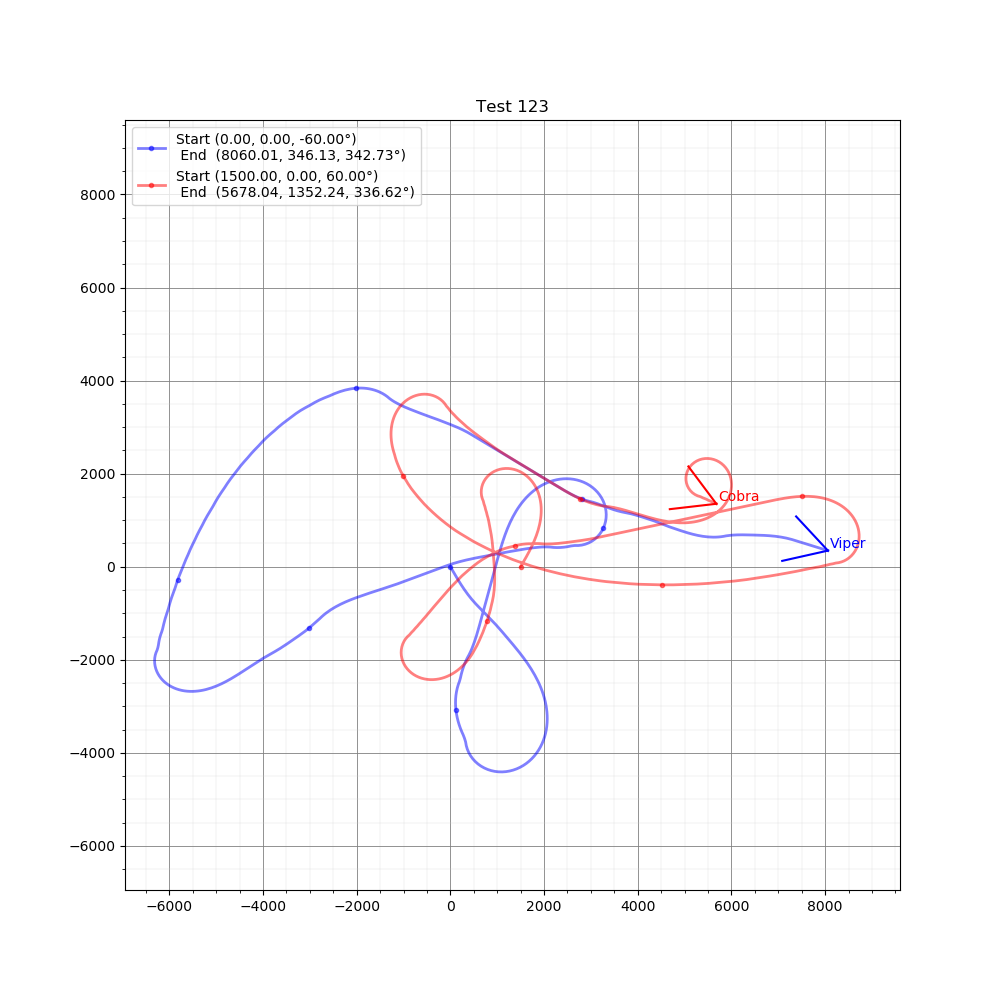 Test 123
Start (0.00, 0.00, -60.00°)
End (8060.01, 346.13, 342.73°)
Start (1500.00, 0.00, 60.00°)
End (5678.04, 1352.24, 336.62°)
8000
6000
4000
2000
0
−2000
−4000
−6000
Cobra
Viper
−6000 −4000 −2000 0 2000 4000 6000 8000